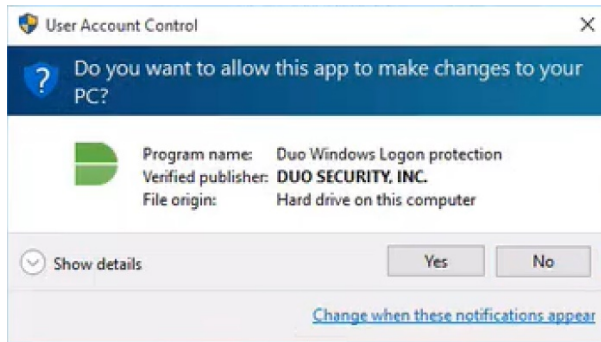 User Account Control
Do you want to allow this app to make changes to your
PC?
Program name: Duo Windows Logon protection
Verified publisher: DUO SECURITY, INC.
File origin: Hard drive on this computer
Show details
Yes
No
Change when these notifications appear